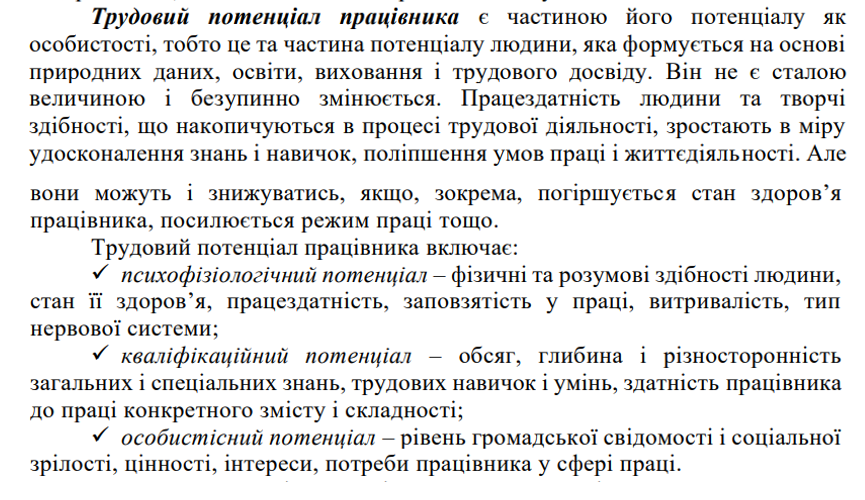 Трудовий потенціал працівника є частиною його потенціалу як
особистості, тобто це та частина потенціалу людини, яка формується на основі
природних даних, освіти, виховання і трудового досвіду. Він не є сталою
величиною і безупинно змінюється. Працездатність людини та творчі
здібності, що накопичуються в процесі трудової діяльності, зростають в міру
удосконалення знань і навичок, поліпшення умов праці і життєдіяльності. Але
вони можуть і знижуватись, якщо, зокрема, погіршується стан здоров’я
працівника, посилюється режим праці тощо.
Трудовий потенціал працівника включає:
✓ психофізіологічний потенціал – фізичні та розумові здібності людини,
стан її здоров’я, працездатність, заповзятість у праці, витривалість, тип
нервової системи;
✓ кваліфікаційний потенціал – обсяг, глибина і різносторонність
загальних і спеціальних знань, трудових навичок і умінь, здатність працівника
до праці конкретного змісту і складності;
✓ особистісний потенціал – рівень громадської свідомості і соціальної
зрілості, цінності, інтереси, потреби працівника у сфері праці.